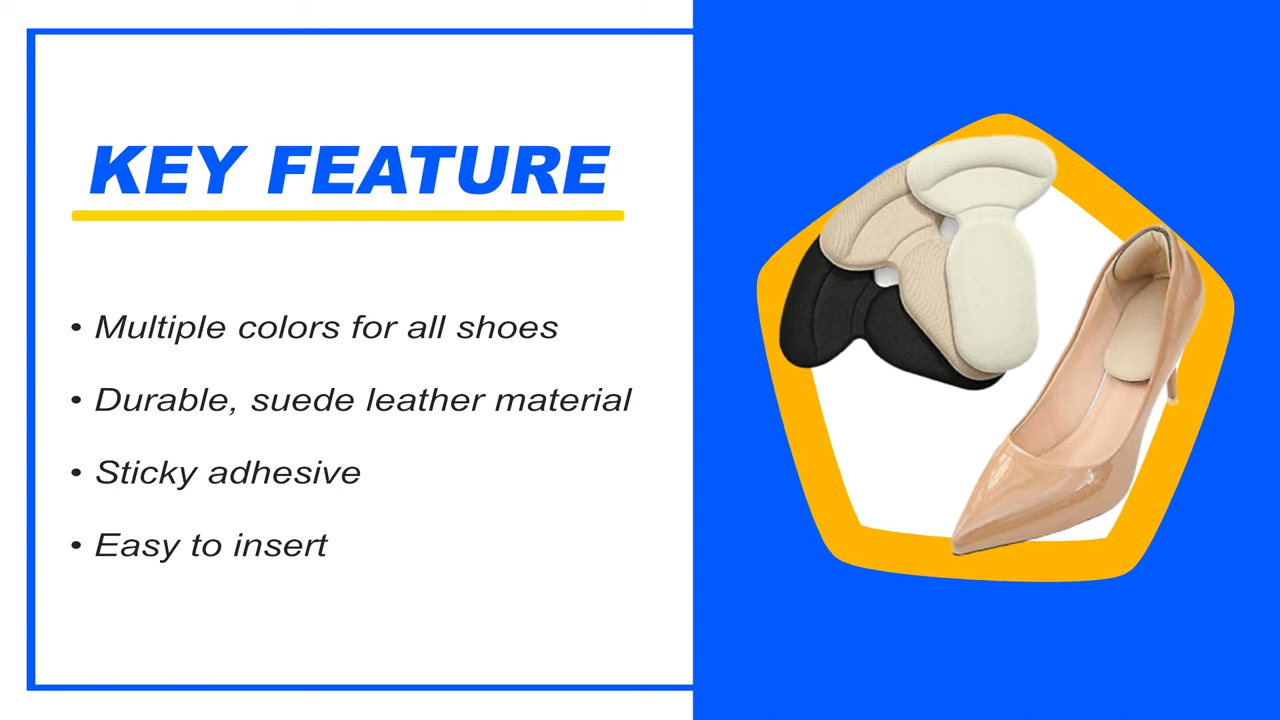 KEY FEATURE
• Multiple colors for all shoes
• Durable, suede leather material
• Sticky adhesive
• Easy to insert